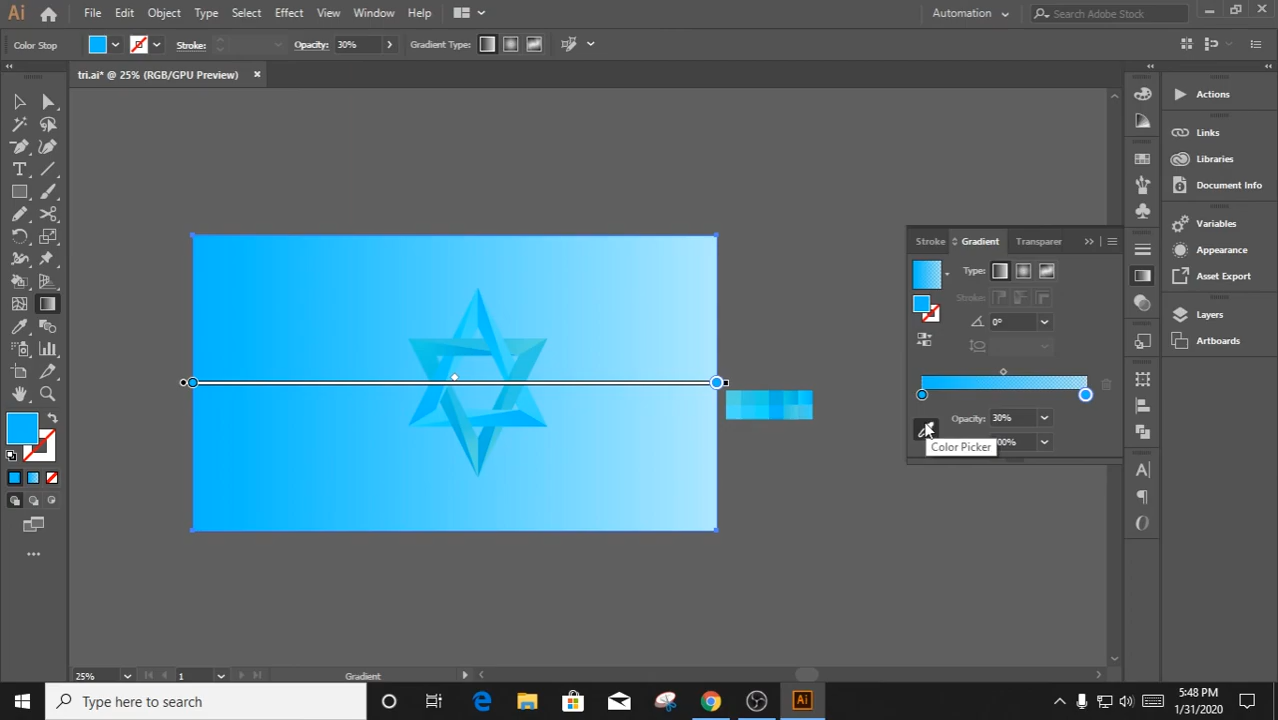 Ai File Edit Object Type Select Effect View Window Help Automation Search Adobe Stock
Color Stop Stroke: Opacity: 30% Gradient Type:
tri.ai* @ 25% (RGB/GPU Preview)
Actions
Links
Libraries
Document Info
Variables
Appearance
Asset Export
Layers
Artboards
Stroke Gradient Transparer
Type:
Stroke:
0°
Opacity: 30%
Color Picker
100%
25% 1 Gradient
Type here to search
Ai
5:48 PM
1/31/2020